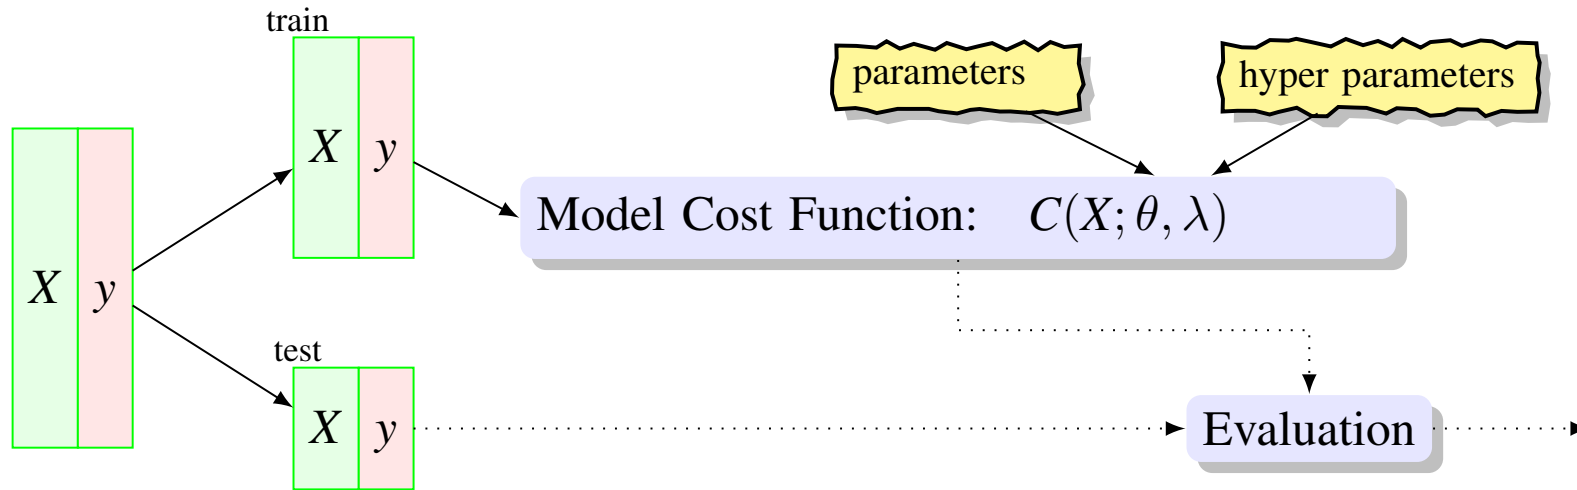 train
parameters
hyper parameters
X y
Model Cost Function: C(X; θ, λ)
X y
test
X y
Evaluation